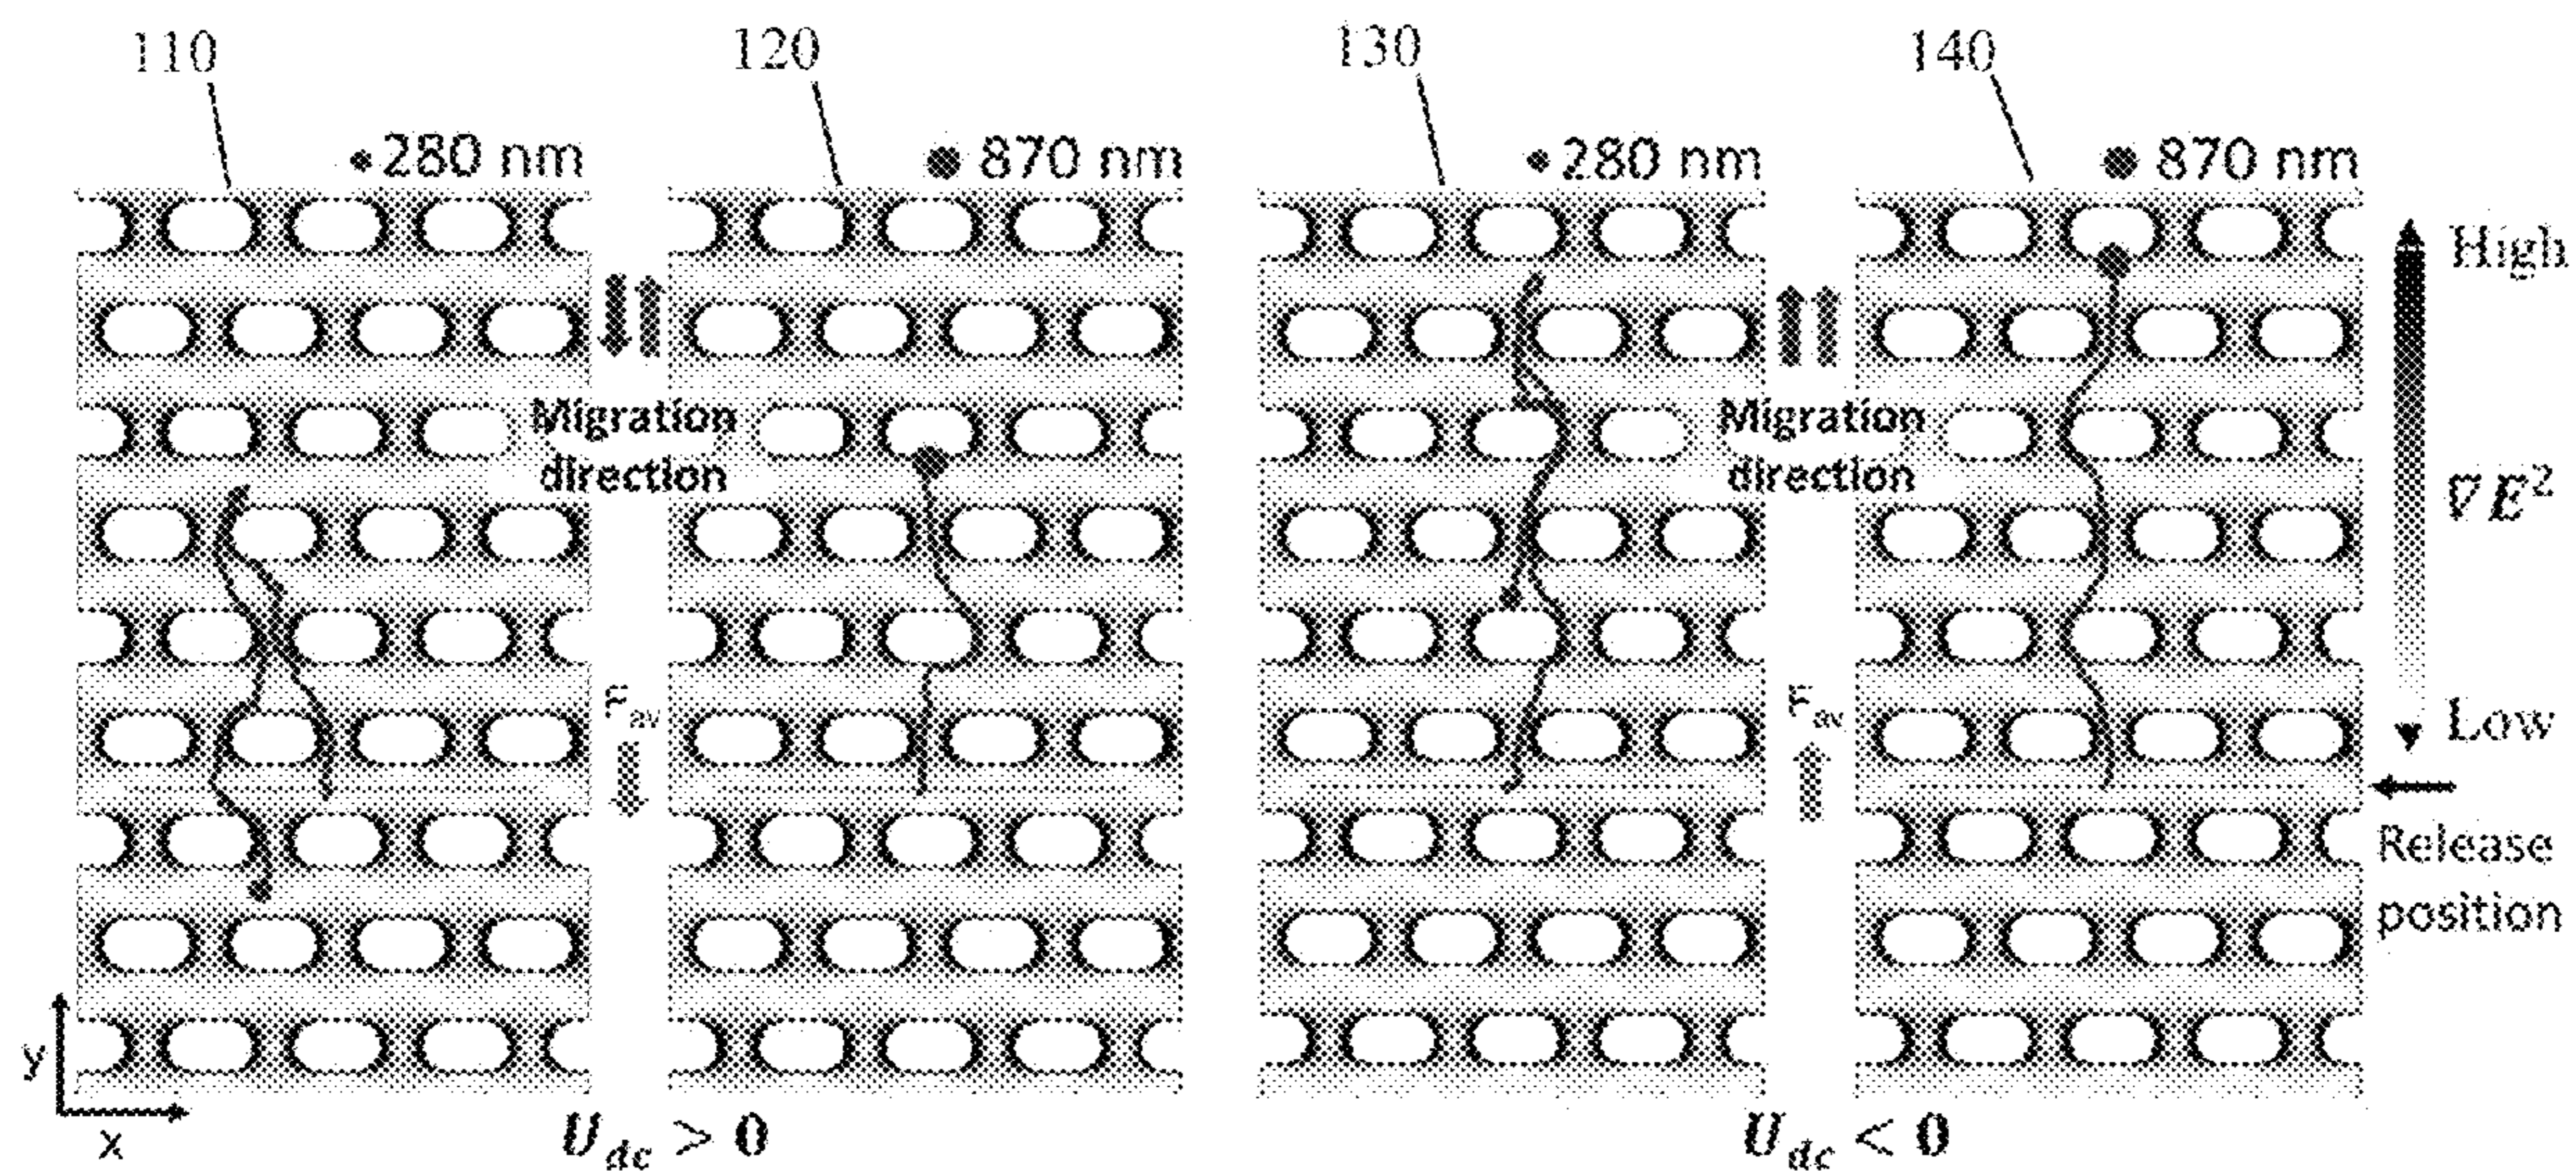 110 120 130 140
280 nm 870 nm 280 nm 870 nm
High
Migration direction
Migration direction
∇E²
F_av
F_av
Low
Release
position
y
x
U_dc > 0
U_dc < 0